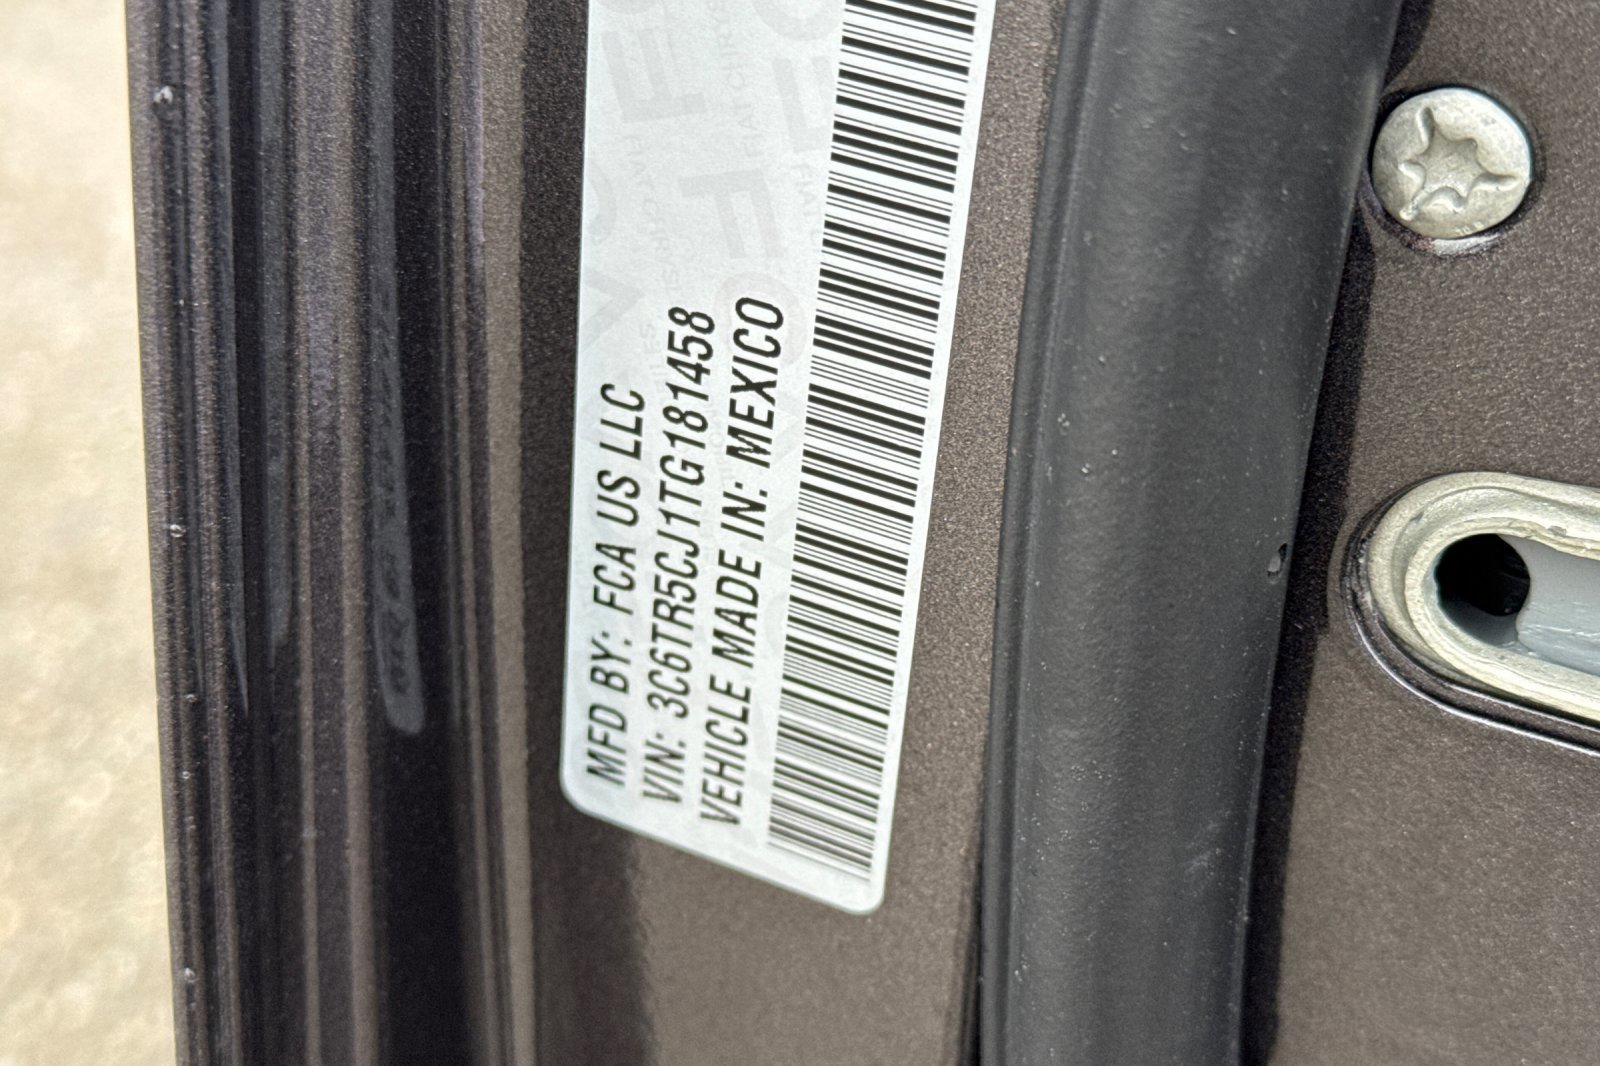 MFD BY: FCA US LLC
VIN: 3C6TR5CJ1TG181458
VEHICLE MADE IN: MEXICO